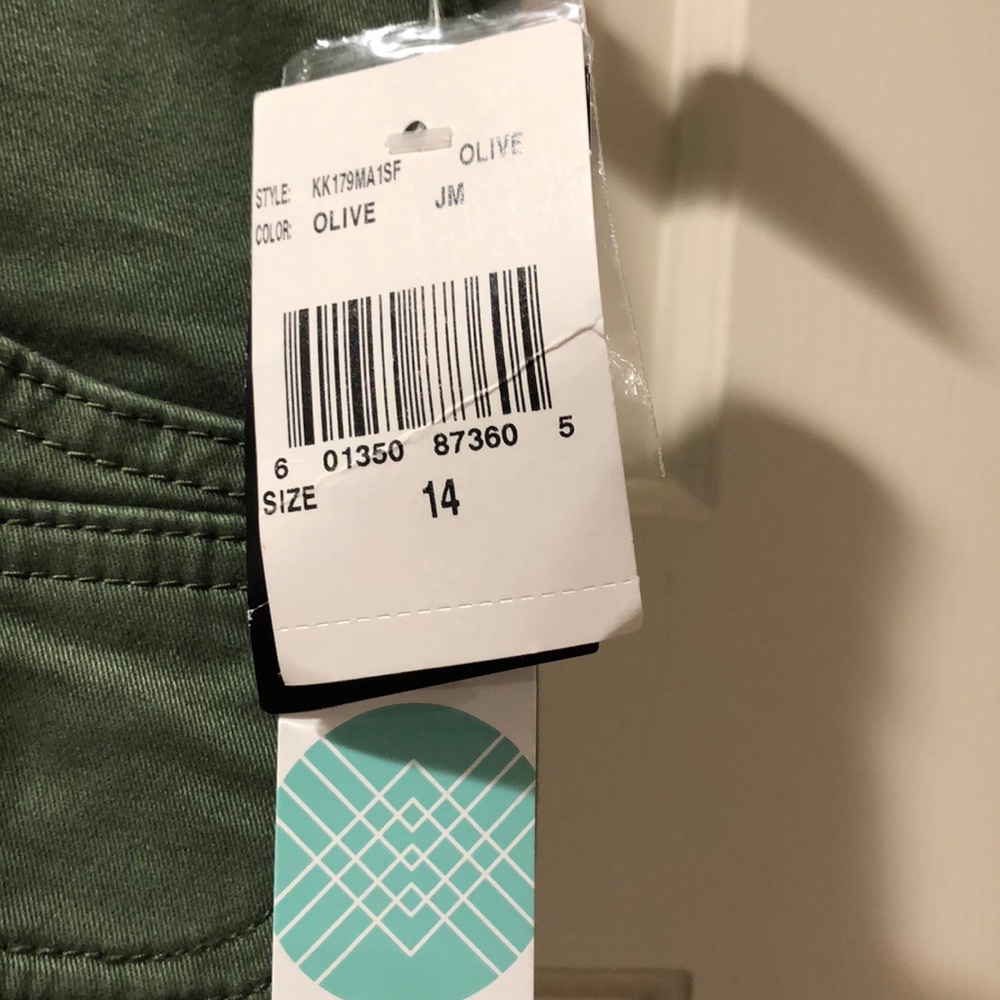 OLIVE
STYLE: KK179MA1SF
JM
COLOR: OLIVE
6 01350 87360 5
SIZE 14